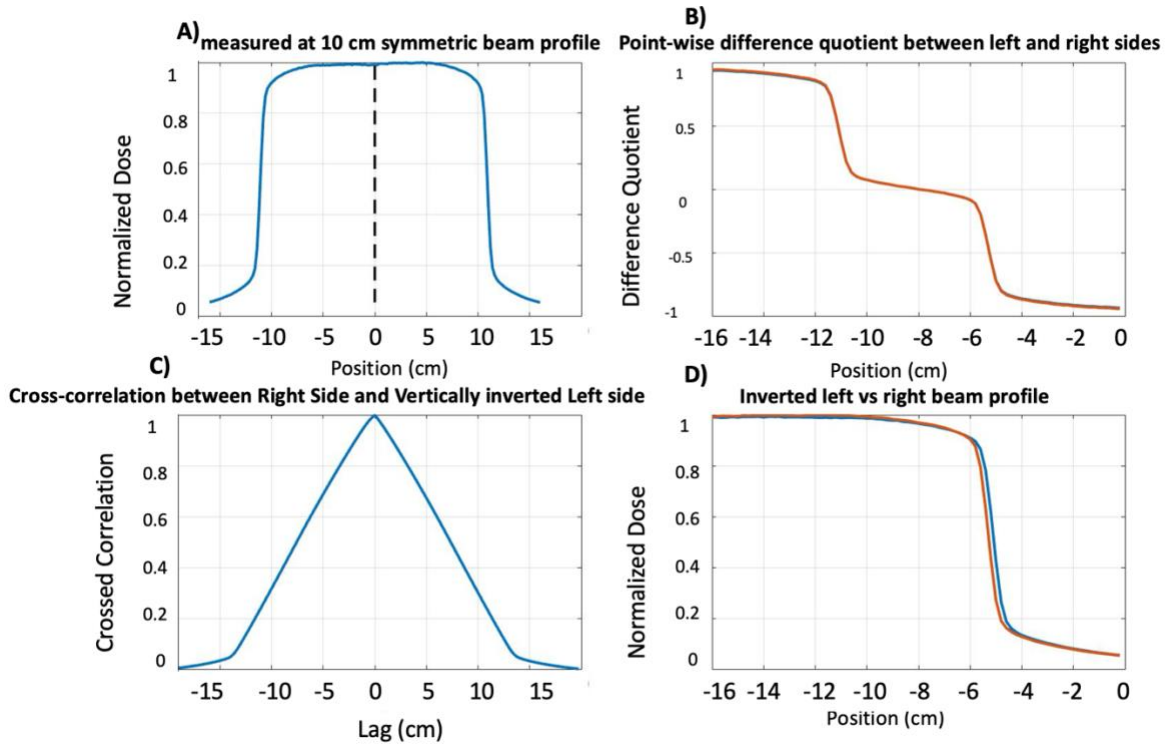 A) measured at 10 cm symmetric beam profile
1
0.8
0.6
0.4
0.2
0
Normalized Dose
-15 -10 -5 0 5 10 15
Position (cm)
B)
Point-wise difference quotient between left and right sides
1
0.5
0
-0.5
-1
Difference Quotient
-16 -14 -12 -10 -8 -6 -4 -2 0
Position (cm)
C)
Cross-correlation between Right Side and Vertically inverted Left side
1
0.8
0.6
0.4
0.2
0
Crossed Correlation
-15 -10 -5 0 5 10 15
Lag (cm)
D)
Inverted left vs right beam profile
1
0.8
0.6
0.4
0.2
0
Normalized Dose
-16 -14 -12 -10 -8 -6 -4 -2 0
Position (cm)